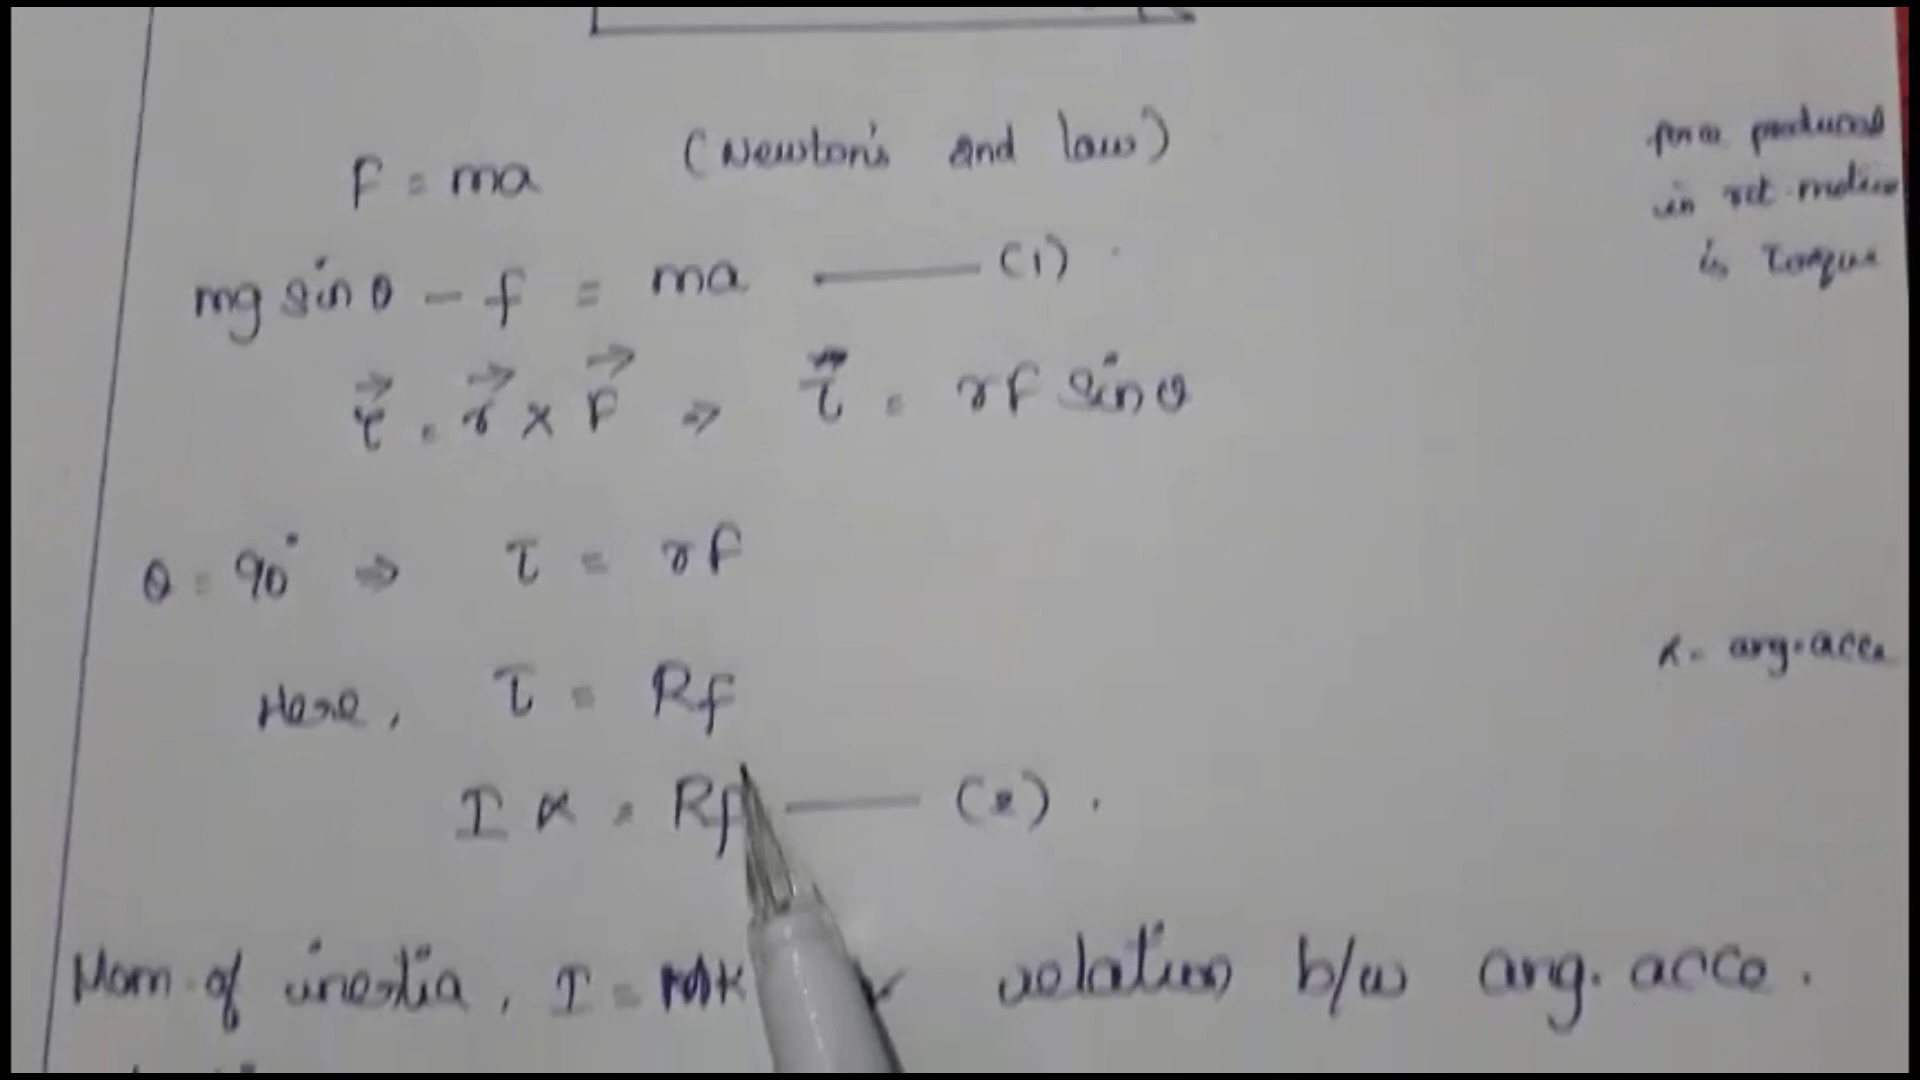 F = ma (Newton's 2nd law)
mg sin θ - f = ma —— (1)
τ⃗ = r⃗ × F⃗ ⇒ τ⃗ = rF sin θ
θ = 90° ⇒ τ = rF
Here, τ = Rf
I α = Rf —— (2).
Mom. of inertia, I = MK relation b/w ang. acce.
force produced
in rot. motion
is torque
α = ang. acce